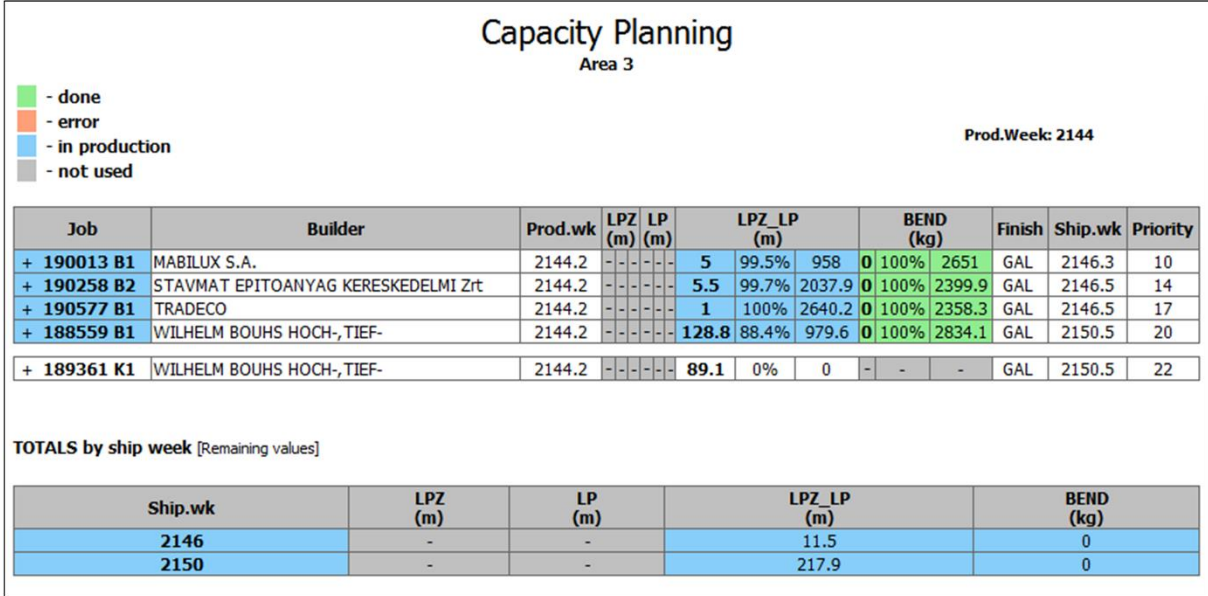 Capacity Planning
Area 3
- done
- error
- in production
- not used
Prod.Week: 2144
Job Builder Prod.wk LPZ (m) LP (m) LPZ_LP (m) BEND (kg) Finish Ship.wk Priority
+ 190013 B1 MABILUX S.A. 2144.2 - - - - - - 5 99.5% 958 0 100% 2651 GAL 2146.3 10
+ 190258 B2 STAVMAT EPITOANYAG KERESKEDELMI Zrt 2144.2 - - - - - - 5.5 99.7% 2037.9 0 100% 2399.9 GAL 2146.5 14
+ 190577 B1 TRADECO 2144.2 - - - - - - 1 100% 2640.2 0 100% 2358.3 GAL 2146.5 17
+ 188559 B1 WILHELM BOUHS HOCH-,TIEF- 2144.2 - - - - - - 128.8 88.4% 979.6 0 100% 2834.1 GAL 2150.5 20
+ 189361 K1 WILHELM BOUHS HOCH-,TIEF- 2144.2 - - - - - - 89.1 0% 0 - - - GAL 2150.5 22
TOTALS by ship week [Remaining values]
Ship.wk LPZ (m) LP (m) LPZ_LP (m) BEND (kg)
2146 - - 11.5 0
2150 - - 217.9 0